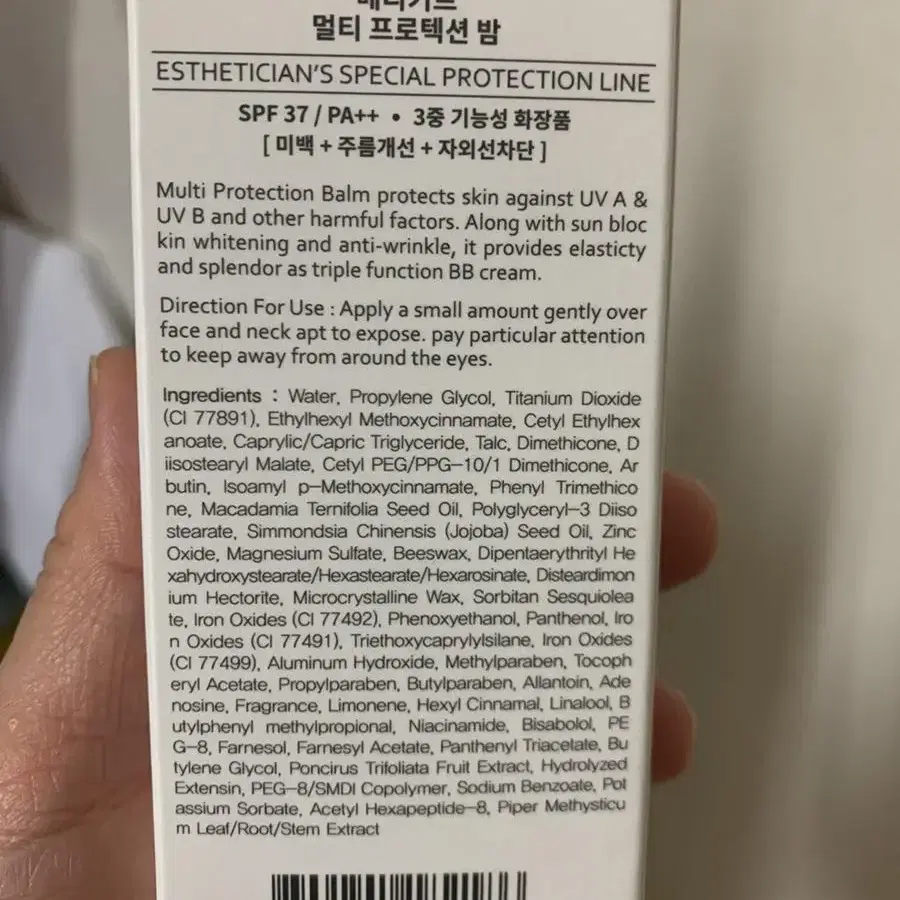 멀티 프로텍션 밤
ESTHETICIAN'S SPECIAL PROTECTION LINE
SPF 37 / PA++ • 3중 기능성 화장품
[ 미백 + 주름개선 + 자외선차단 ]
Multi Protection Balm protects skin against UV A &
UV B and other harmful factors. Along with sun bloc
kin whitening and anti-wrinkle, it provides elasticty
and splendor as triple function BB cream.
Direction For Use : Apply a small amount gently over
face and neck apt to expose. pay particular attention
to keep away from around the eyes.
Ingredients : Water, Propylene Glycol, Titanium Dioxide
(CI 77891), Ethylhexyl Methoxycinnamate, Cetyl Ethylhex
anoate, Caprylic/Capric Triglyceride, Talc, Dimethicone, D
iisostearyl Malate, Cetyl PEG/PPG-10/1 Dimethicone, Ar
butin, Isoamyl p-Methoxycinnamate, Phenyl Trimethico
ne, Macadamia Ternifolia Seed Oil, Polyglyceryl-3 Diiso
stearate, Simmondsia Chinensis (Jojoba) Seed Oil, Zinc
Oxide, Magnesium Sulfate, Beeswax, Dipentaerythrityl He
xahydroxystearate/Hexastearate/Hexarosinate, Disteardimon
ium Hectorite, Microcrystalline Wax, Sorbitan Sesquiolea
te, Iron Oxides (CI 77492), Phenoxyethanol, Panthenol, Iro
n Oxides (CI 77491), Triethoxycaprylylsilane, Iron Oxides
(CI 77499), Aluminum Hydroxide, Methylparaben, Tocoph
eryl Acetate, Propylparaben, Butylparaben, Allantoin, Ade
nosine, Fragrance, Limonene, Hexyl Cinnamal, Linalool, B
utylphenyl methylpropional, Niacinamide, Bisabolol, PE
G-8, Farnesol, Farnesyl Acetate, Panthenyl Triacetate, Bu
tylene Glycol, Poncirus Trifoliata Fruit Extract, Hydrolyzed
Extensin, PEG-8/SMDI Copolymer, Sodium Benzoate, Pot
assium Sorbate, Acetyl Hexapeptide-8, Piper Methysticu
m Leaf/Root/Stem Extract